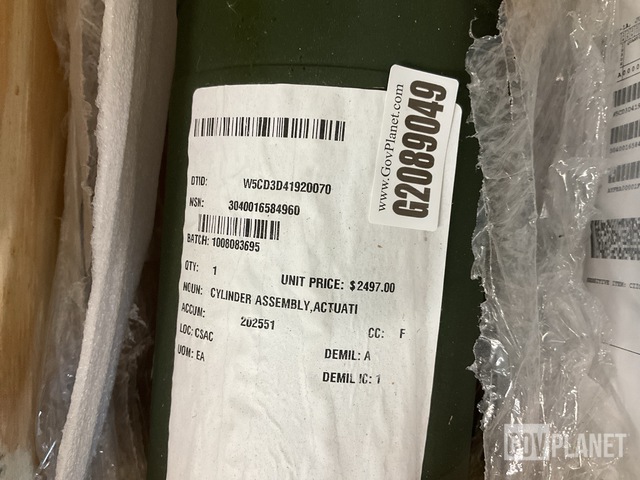 www.GovPlanet.com
G2089049
DTID: W5CD3D41920070
NSN: 3040016584960
BATCH: 1008083695
QTY: 1 UNIT PRICE: $2497.00
NOUN: CYLINDER ASSEMBLY,ACTUATI
ACCUM: 202551
LOC: CSAC CC: F
UOM: EA DEMIL: A
DEMIL IC: 1
GOVPLANET